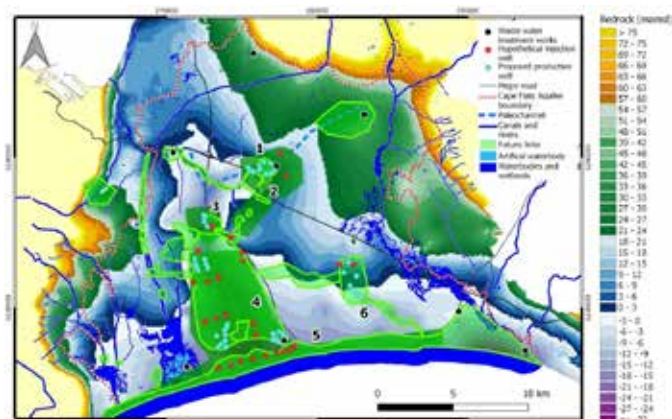 Bedrock (mamsl)
Waste water
treatment works
Hypothetical injection
well
Proposed production
well
Major road
Cape Flats Aquifer
boundary
Paleochannel
Canals and
rivers
Future links
Artificial waterbody
Waterbodies and
wetlands
1
2
3
4
5
6
0 5 10 km
> 75
72 - 75
69 - 72
66 - 69
63 - 66
60 - 63
57 - 60
54 - 57
51 - 54
48 - 51
45 - 48
42 - 45
39 - 42
36 - 39
33 - 36
30 - 33
27 - 30
24 - 27
21 - 24
18 - 21
15 - 18
12 - 15
9 - 12
6 - 9
3 - 6
0 - 3
-3 - 0
-6 - -3
-9 - -6
-12 - -9
-15 - -12
-18 - -15
-21 - -18
-24 - -21
-27 - -24